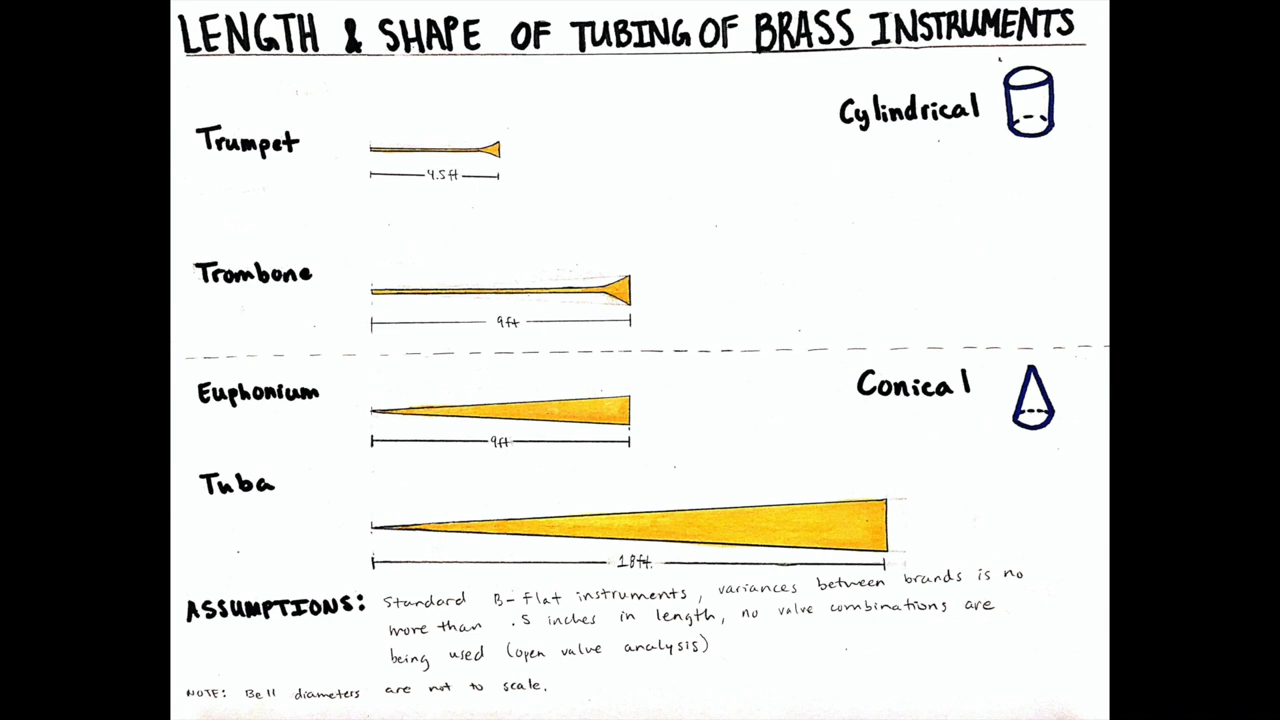 LENGTH & SHAPE OF TUBING OF BRASS INSTRUMENTS
Cylindrical
Trumpet
4.5ft
Trombone
9ft
Conical
Euphonium
9ft
Tuba
18ft.
ASSUMPTIONS: Standard B-flat instruments, variances between brands is no
more than .5 inches in length, no valve combinations are
being used (open valve analysis)
NOTE: Bell diameters are not to scale.